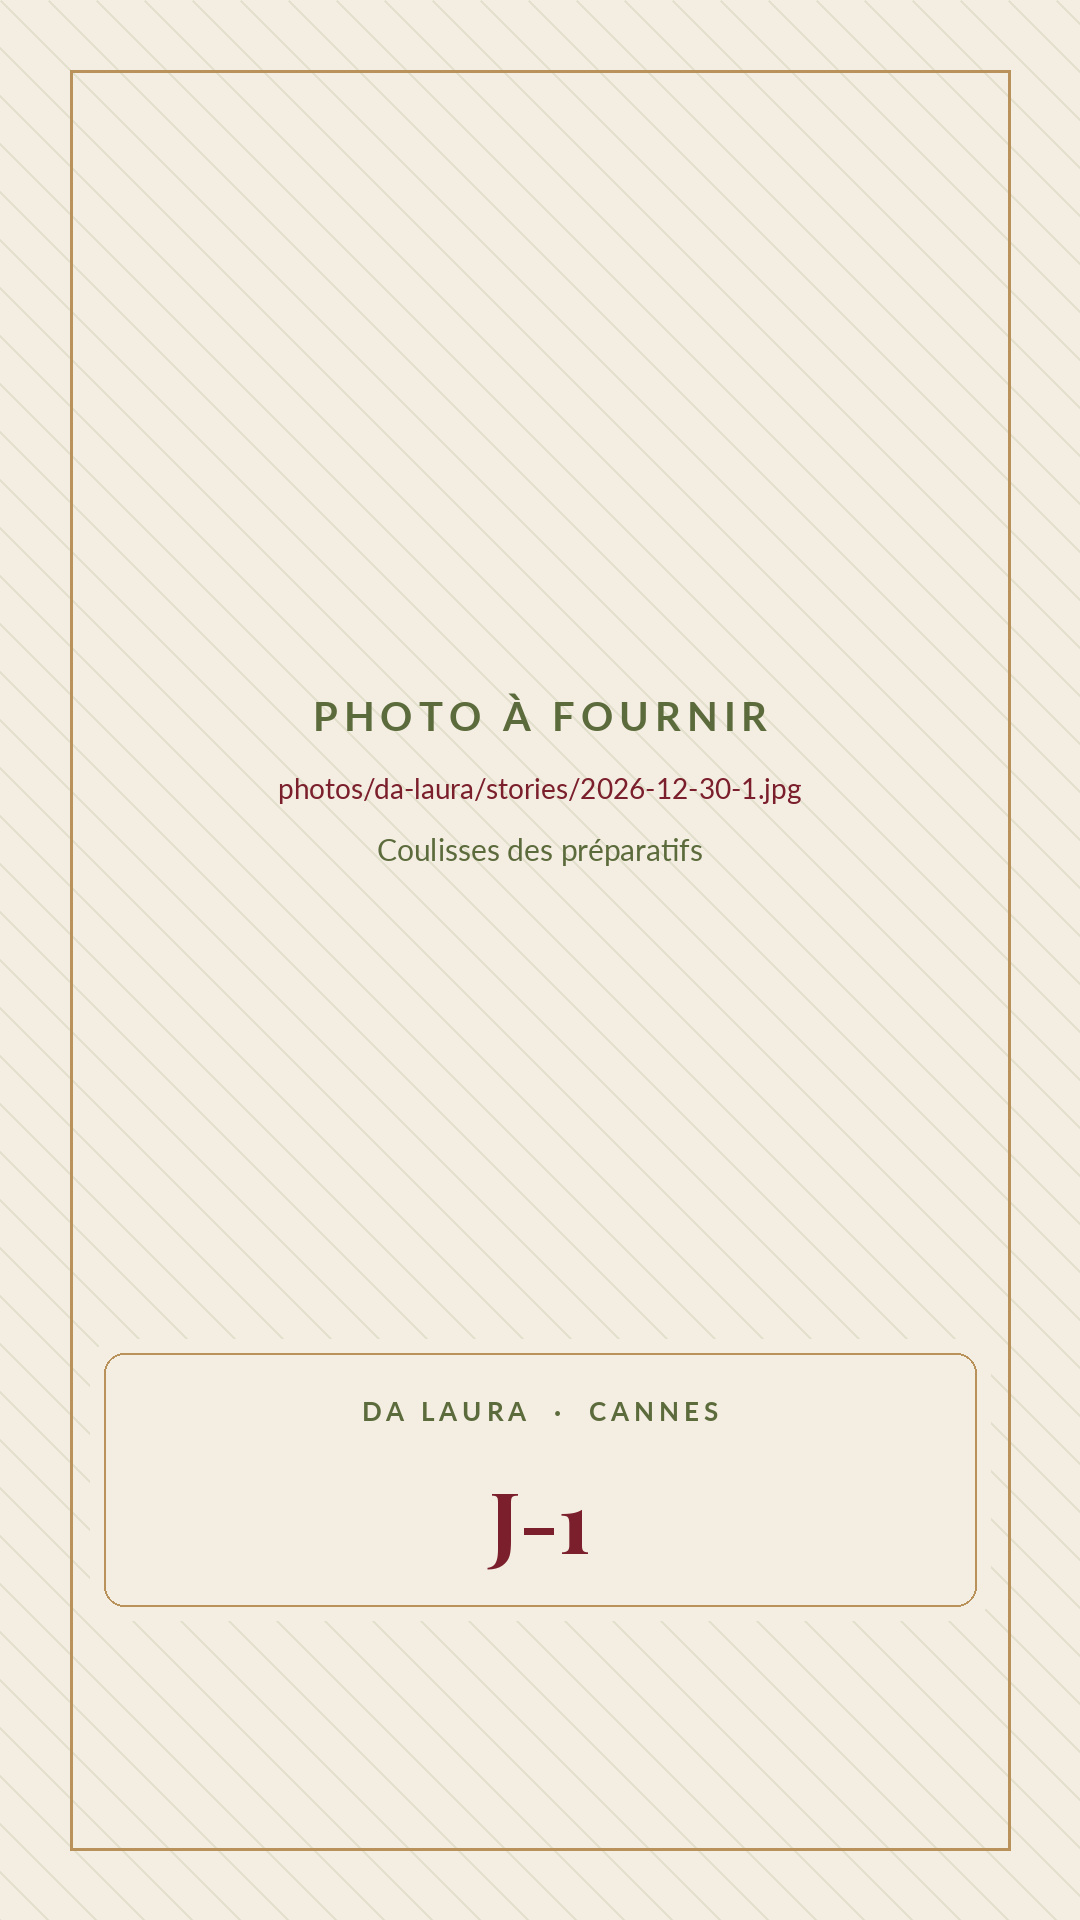 PHOTO À FOURNIR
photos/da-laura/stories/2026-12-30-1.jpg
Coulisses des préparatifs
DA LAURA · CANNES
J–1